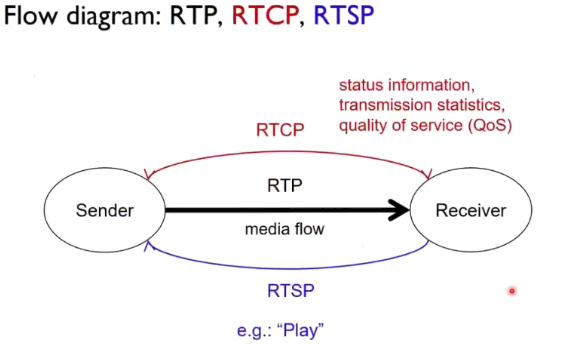 Flow diagram: RTP, RTCP, RTSP
status information,
transmission statistics,
quality of service (QoS)
RTCP
RTP
Sender
Receiver
media flow
RTSP
e.g.: “Play”